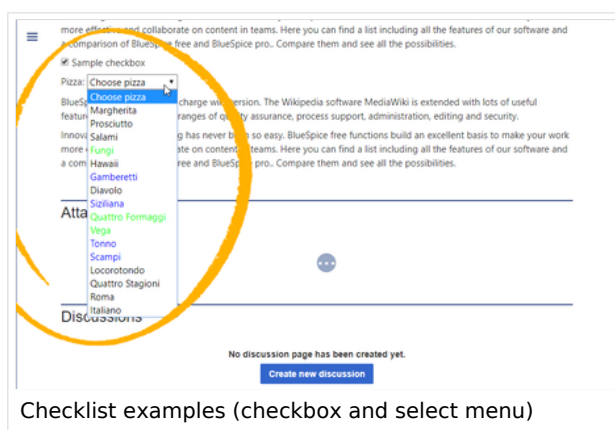 more effective and collaborate on content in teams. Here you can find a list including all the features of our software and
a comparison of BlueSpice free and BlueSpice pro.. Compare them and see all the possibilities.
Sample checkbox
Pizza: Choose pizza
Choose pizza
BlueS charge wiki version. The Wikipedia software MediaWiki is extended with lots of useful
Margherita
featur ranges of quality assurance, process support, administration, editing and security.
Prosciutto
Salami
Innova g has never been so easy. BlueSpice free functions build an excellent basis to make your work
Fungi
more ate on content in teams. Here you can find a list including all the features of our software and
Hawaii
a com ree and BlueSpice pro.. Compare them and see all the possibilities.
Gamberetti
Diavolo
Siziliana
Atta
Quattro Formaggi
Vega
Tonno
Scampi
Locorotondo
Quattro Stagioni
Roma
Italiano
Discussions
No discussion page has been created yet.
Create new discussion
Checklist examples (checkbox and select menu)